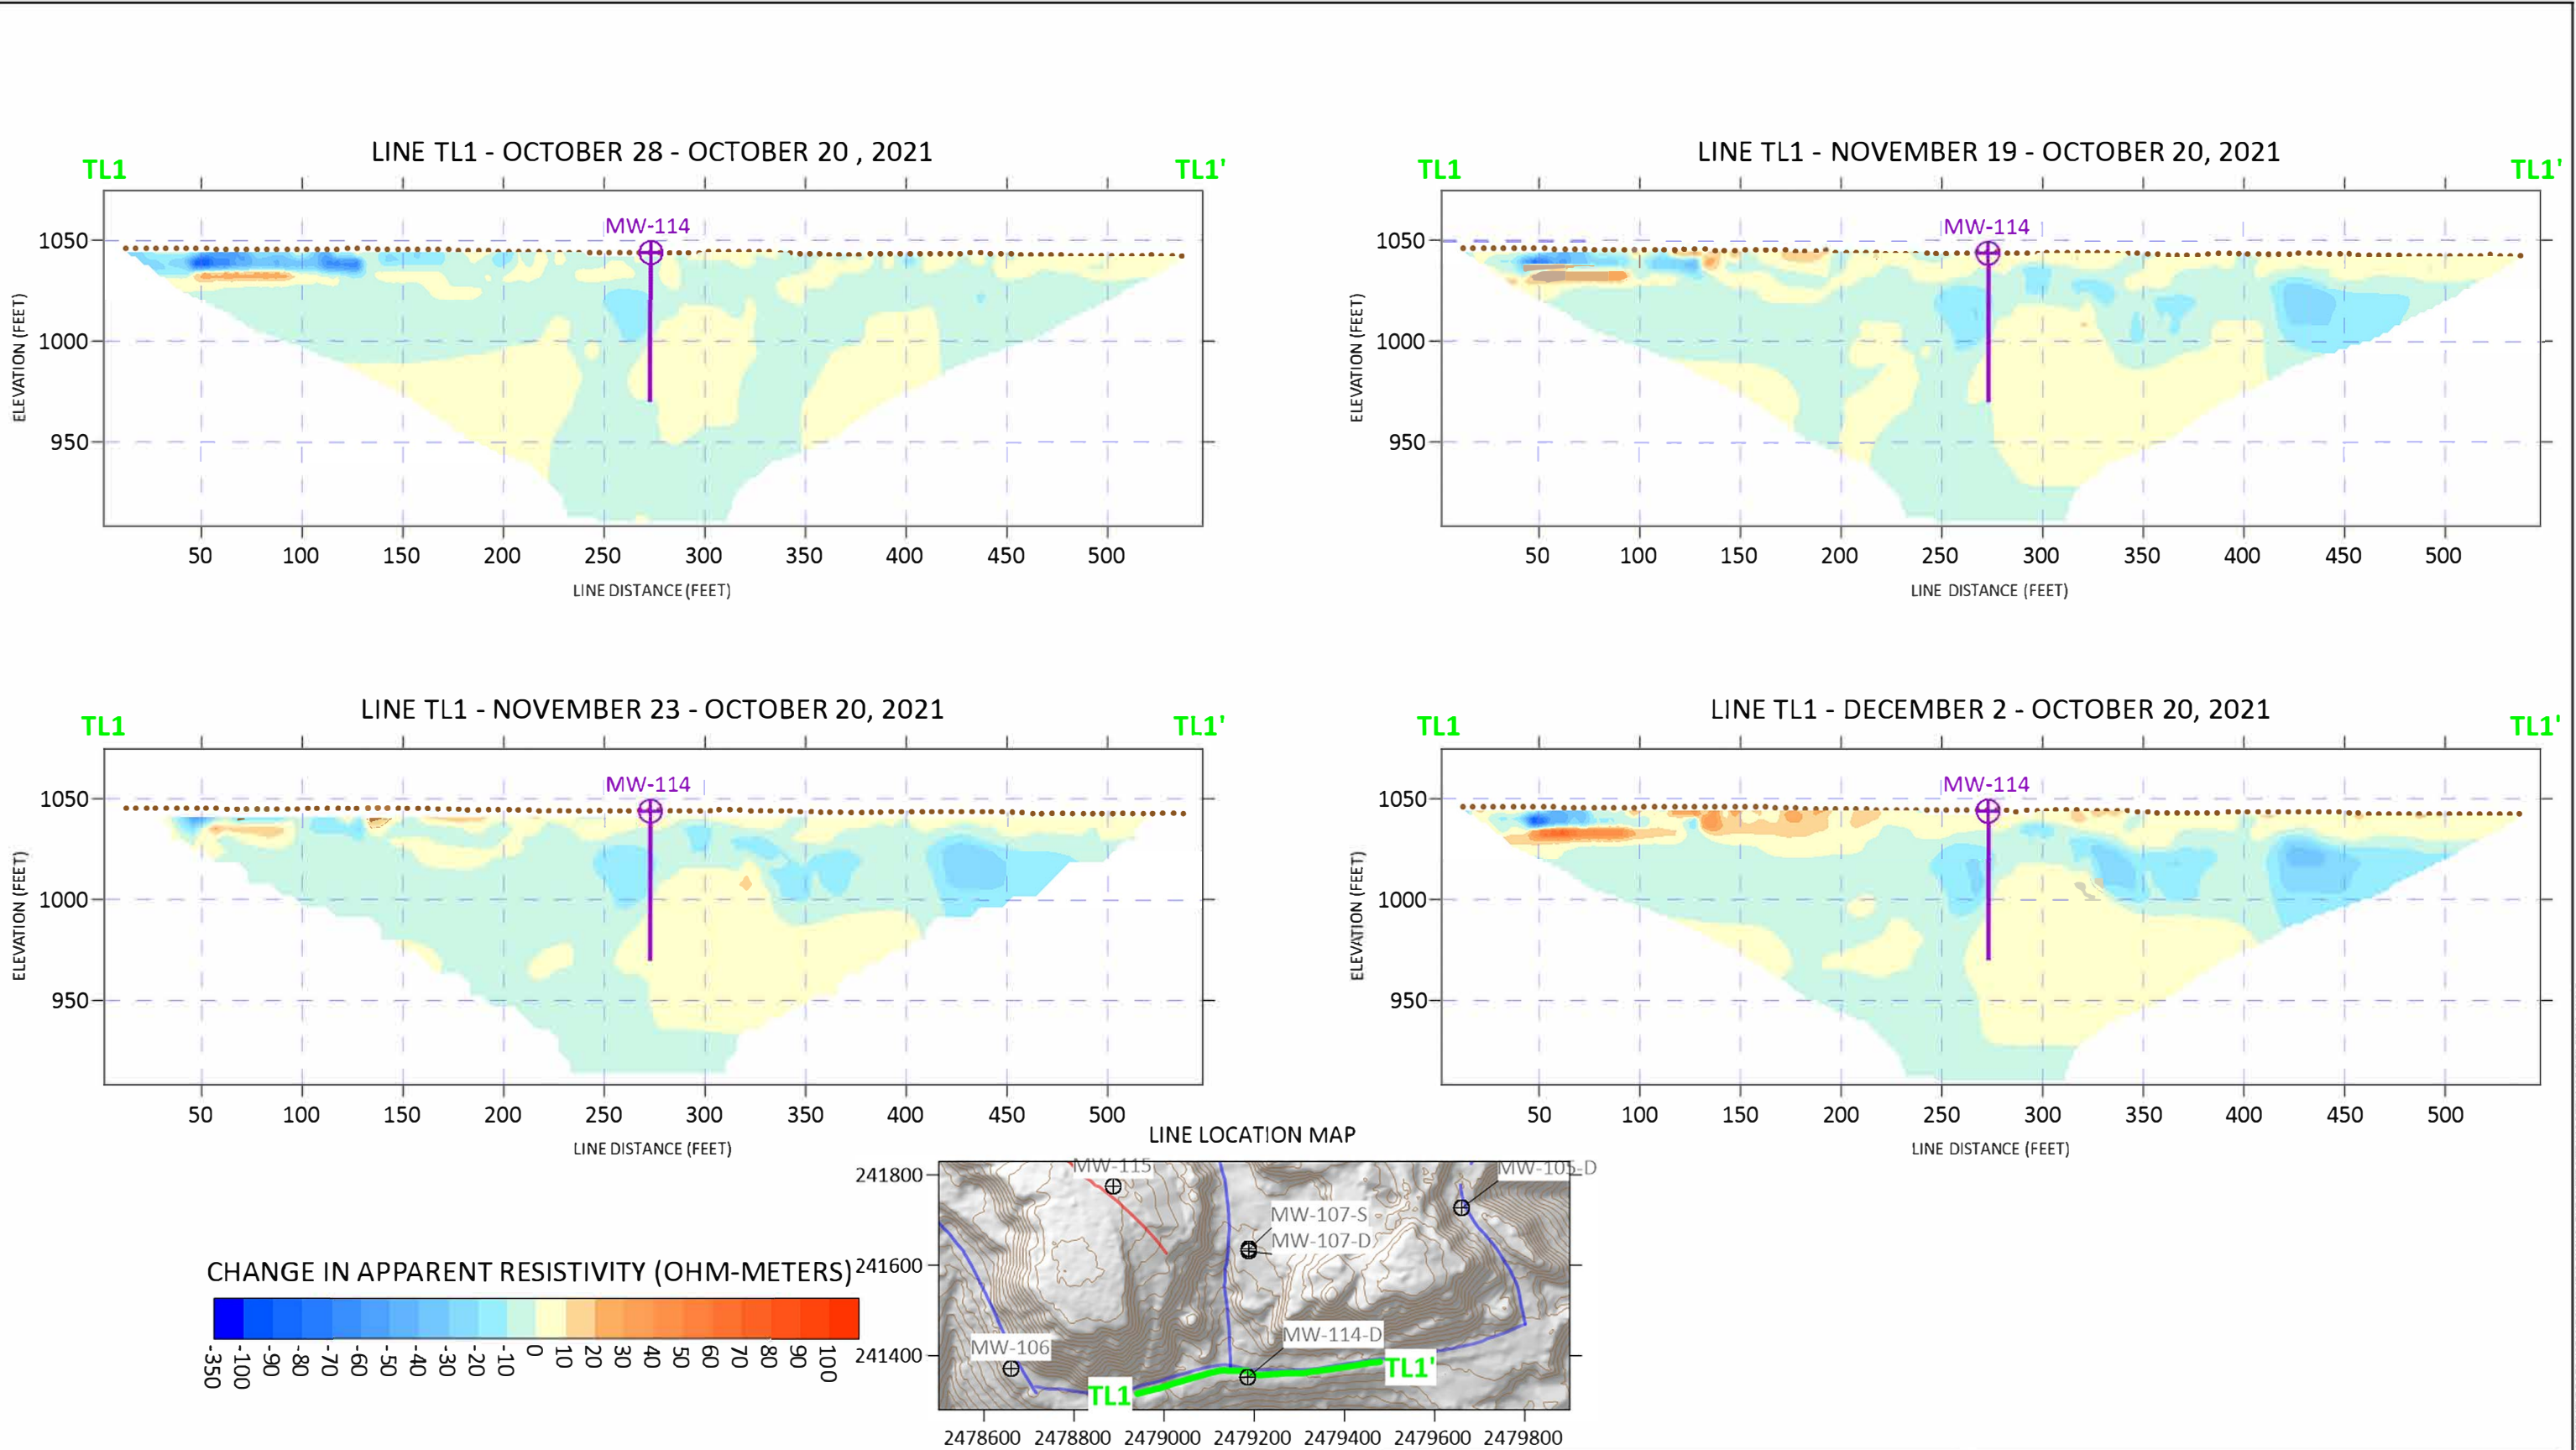 LINE TL1 - OCTOBER 28 - OCTOBER 20 , 2021
TL1
TL1'
MW-114
1050
1000
950
ELEVATION (FEET)
50 100 150 200 250 300 350 400 450 500
LINE DISTANCE (FEET)
LINE TL1 - NOVEMBER 19 - OCTOBER 20, 2021
TL1
TL1'
MW-114
1050
1000
950
ELEVATION (FEET)
50 100 150 200 250 300 350 400 450 500
LINE DISTANCE (FEET)
LINE TL1 - NOVEMBER 23 - OCTOBER 20, 2021
TL1
TL1'
MW-114
1050
1000
950
ELEVATION (FEET)
50 100 150 200 250 300 350 400 450 500
LINE DISTANCE (FEET)
LINE TL1 - DECEMBER 2 - OCTOBER 20, 2021
TL1
TL1'
MW-114
1050
1000
950
ELEVATION (FEET)
50 100 150 200 250 300 350 400 450 500
LINE DISTANCE (FEET)
CHANGE IN APPARENT RESISTIVITY (OHM-METERS)
-350 -100 -90 -80 -70 -60 -50 -40 -30 -20 -10 0 10 20 30 40 50 60 70 80 90 100
LINE LOCATION MAP
241800
241600
241400
MW-115
MW-105-D
MW-107-S
MW-107-D
MW-106
MW-114-D
TL1
TL1'
2478600 2478800 2479000 2479200 2479400 2479600 2479800